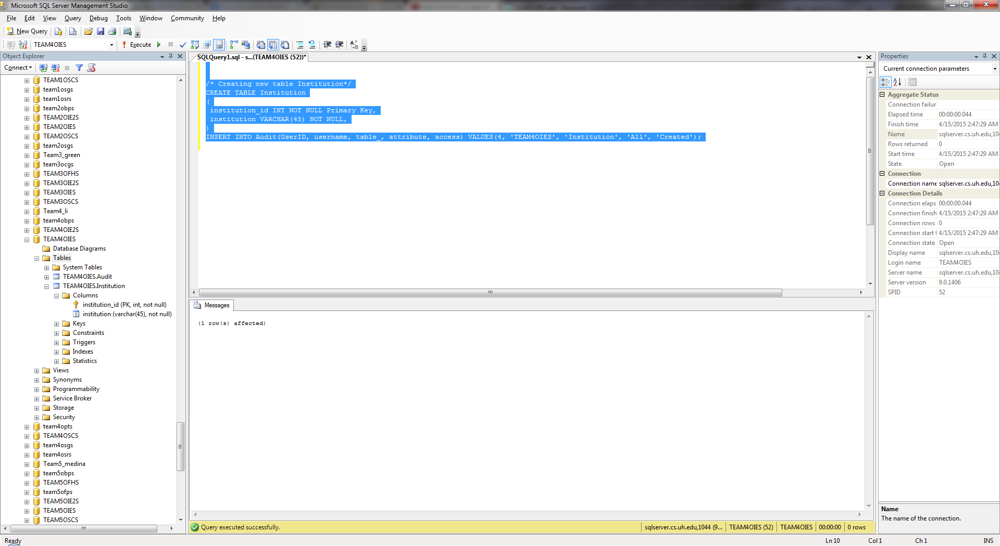 Microsoft SQL Server Management Studio
File Edit View Query Debug Tools Window Community Help
New Query
TEAM4OIES Execute
Object Explorer
Connect
TEAM1OSCS
team1osgs
team1osrs
team2obps
TEAM2OIE2S
TEAM2OIES
TEAM2OSCS
team2osgs
Team3_green
team3ocgs
TEAM3OFHS
TEAM3OIE2S
TEAM3OIES
TEAM3OSCS
Team4_li
team4obps
TEAM4OIE2S
TEAM4OIES
Database Diagrams
Tables
System Tables
TEAM4OIES.Audit
TEAM4OIES.Institution
Columns
institution_id (PK, int, not null)
institution (varchar(45), not null)
Keys
Constraints
Triggers
Indexes
Statistics
Views
Synonyms
Programmability
Service Broker
Storage
Security
team4opts
TEAM4OSCS
team4osgs
team4osrs
Team5_medina
team5obps
TEAM5OFHS
team5ofps
TEAM5OIE2S
TEAM5OIES
TEAM5OSCS
SQLQuery1.sql - s...(TEAM4OIES (52))*
/* Creating new table Institution*/
CREATE TABLE Institution
(
institution_id INT NOT NULL Primary Key,
institution VARCHAR(45) NOT NULL,
)
INSERT INTO Audit(UserID, username, table_, attribute, access) VALUES(4, 'TEAM4OIES', 'Institution', 'All', 'Created');
Messages
(1 row(s) affected)
Query executed successfully.
sqlserver.cs.uh.edu,1044 (9... TEAM4OIES (52) TEAM4OIES 00:00:00 0 rows
Properties
Current connection parameters
Aggregate Status
Connection failur
Elapsed time 00:00:00.044
Finish time 4/15/2015 2:47:29 AM
Name sqlserver.cs.uh.edu,10
Rows returned 0
Start time 4/15/2015 2:47:29 AM
State Open
Connection
Connection name sqlserver.cs.uh.edu,10
Connection Details
Connection elaps 00:00:00.044
Connection finish 4/15/2015 2:47:29 AM
Connection rows 0
Connection start t 4/15/2015 2:47:29 AM
Connection state Open
Display name sqlserver.cs.uh.edu,10
Login name TEAM4OIES
Server name sqlserver.cs.uh.edu,10
Server version 9.0.1406
SPID 52
Name
The name of the connection.
Ready Ln 10 Col 1 Ch 1 INS